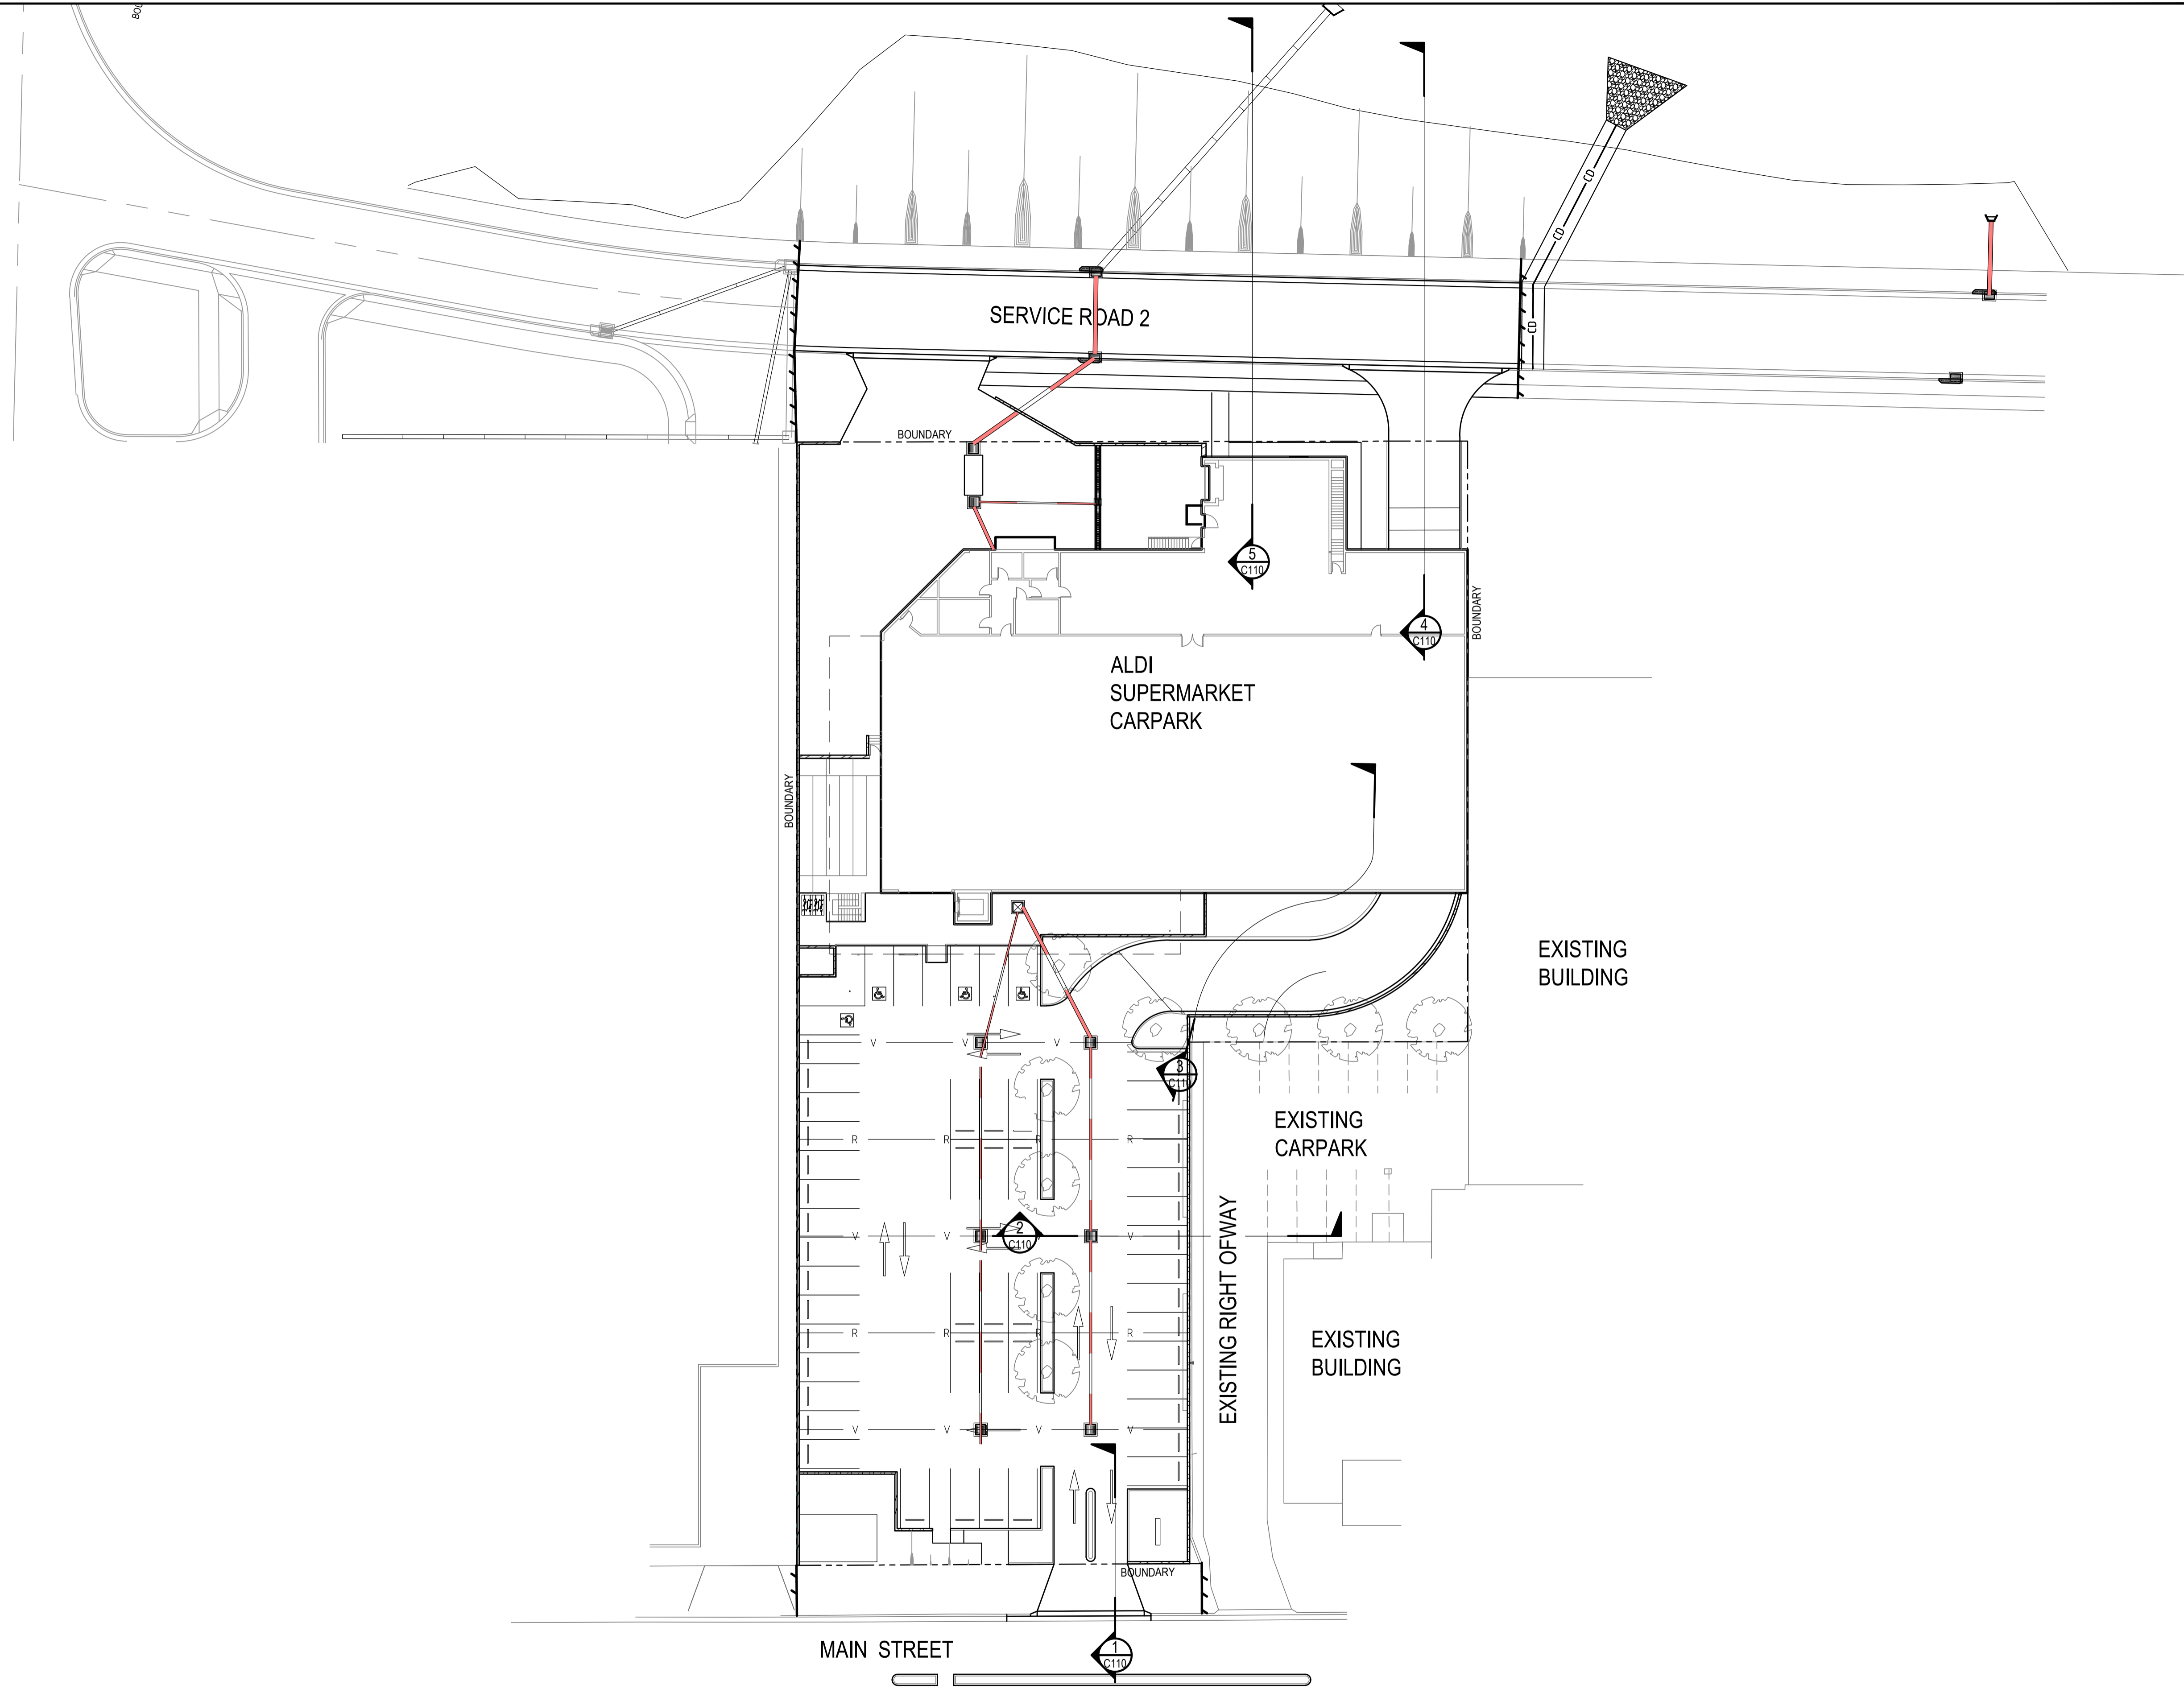 BOU
CD
CD
CD
SERVICE ROAD 2
BOUNDARY
5
C110
4
C110
BOUNDARY
ALDI
SUPERMARKET
CARPARK
BOUNDARY
EXISTING
BUILDING
V V V
3
C110
EXISTING
CARPARK
R R R R
EXISTING RIGHT OFWAY
2
C110
V V V
R R R R
EXISTING
BUILDING
V V V V
BOUNDARY
MAIN STREET
1
C110